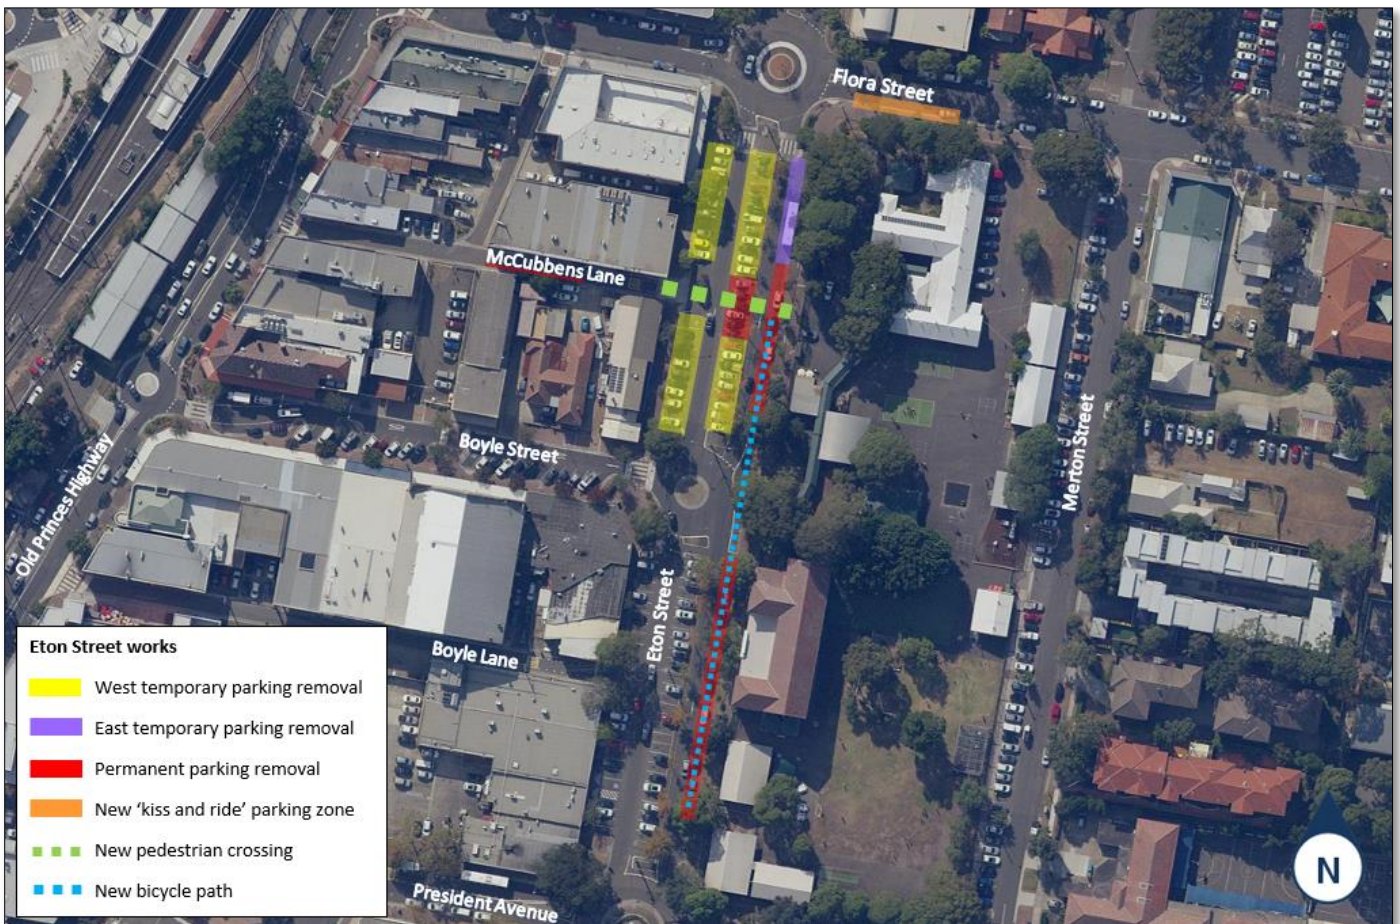 Flora Street
McCubbens Lane
Boyle Street
Merton Street
Old Princes Highway
Eton Street
Boyle Lane
President Avenue
Eton Street works
West temporary parking removal
East temporary parking removal
Permanent parking removal
New ‘kiss and ride’ parking zone
New pedestrian crossing
New bicycle path
N